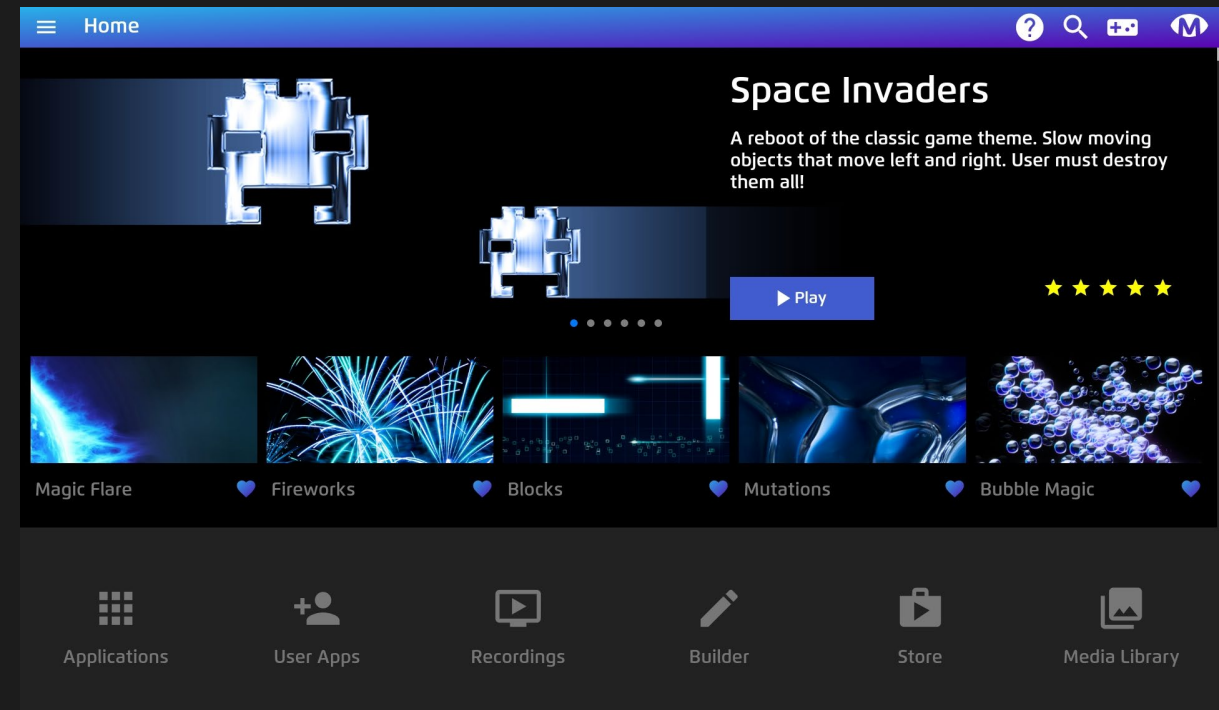 Home
Space Invaders
A reboot of the classic game theme. Slow moving
objects that move left and right. User must destroy
them all!
Play
Magic Flare
Fireworks
Blocks
Mutations
Bubble Magic
Applications
User Apps
Recordings
Builder
Store
Media Library